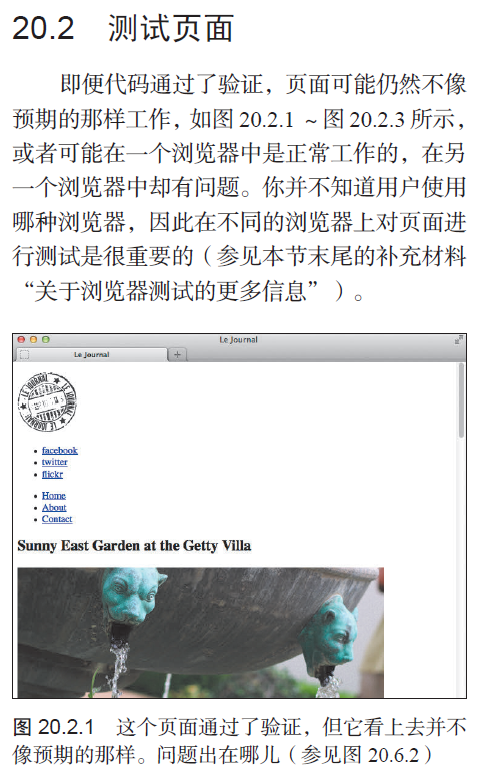 20.2 测试页面
即便代码通过了验证，页面可能仍然不像
预期的那样工作，如图 20.2.1 ~ 图 20.2.3 所示，
或者可能在一个浏览器中是正常工作的，在另
一个浏览器中却有问题。你并不知道用户使用
哪种浏览器，因此在不同的浏览器上对页面进
行测试是很重要的（参见本节末尾的补充材料
“关于浏览器测试的更多信息”）。
Le Journal
Le Journal
LE JOURNAL
facebook
twitter
flickr
Home
About
Contact
Sunny East Garden at the Getty Villa
图 20.2.1 这个页面通过了验证，但它看上去并不
像预期的那样。问题出在哪儿（参见图 20.6.2）